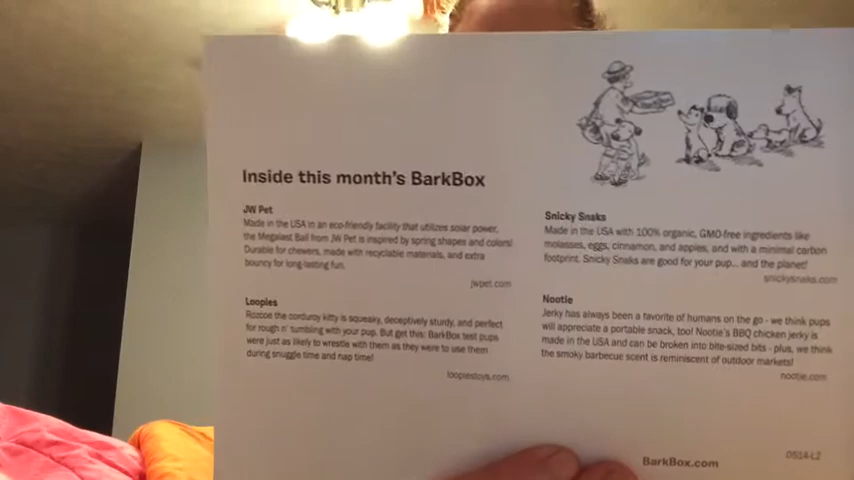 Inside this month's BarkBox
JW Pet
Made in the USA in an eco-friendly facility that utilizes solar power,
the Megalast Ball from JW Pet is inspired by spring shapes and colors!
Durable for chewers, made with recyclable materials, and extra
bouncy for long-lasting fun.
jwpet.com
Loopies
Roscoe the corduroy kitty is squeaky, deceptively sturdy, and perfect
for rough n' tumbling with your pup. But get this: BarkBox test pups
were just as likely to wrestle with them as they were to use them
during snuggle time and nap time!
loopiestoys.com
Snicky Snaks
Made in the USA with 100% organic, GMO-free ingredients like
molasses, eggs, cinnamon, and apples, and with a minimal carbon
footprint. Snicky Snaks are good for your pup... and the planet!
snickysnaks.com
Nootie
Jerky has always been a favorite of humans on the go - we think pups
will appreciate a portable snack, too! Nootie's BBQ chicken jerky is
made in the USA and can be broken into bite-sized bits - plus, we think
the smoky barbecue scent is reminiscent of outdoor markets!
nootie.com
BarkBox.com
0514-L2